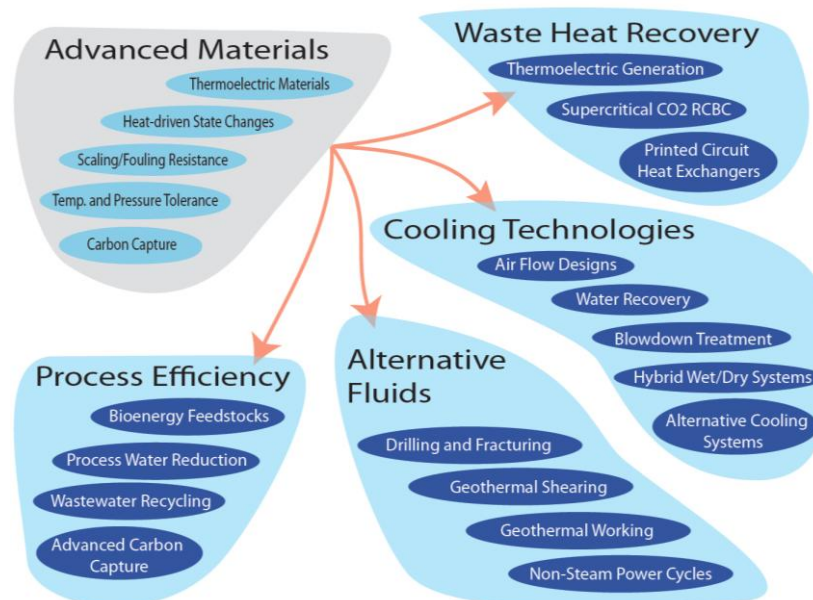 Advanced Materials
Thermoelectric Materials
Heat-driven State Changes
Scaling/Fouling Resistance
Temp. and Pressure Tolerance
Carbon Capture
Waste Heat Recovery
Thermoelectric Generation
Supercritical CO2 RCBC
Printed Circuit
Heat Exchangers
Cooling Technologies
Air Flow Designs
Water Recovery
Blowdown Treatment
Hybrid Wet/Dry Systems
Alternative Cooling
Systems
Process Efficiency
Bioenergy Feedstocks
Process Water Reduction
Wastewater Recycling
Advanced Carbon
Capture
Alternative
Fluids
Drilling and Fracturing
Geothermal Shearing
Geothermal Working
Non-Steam Power Cycles